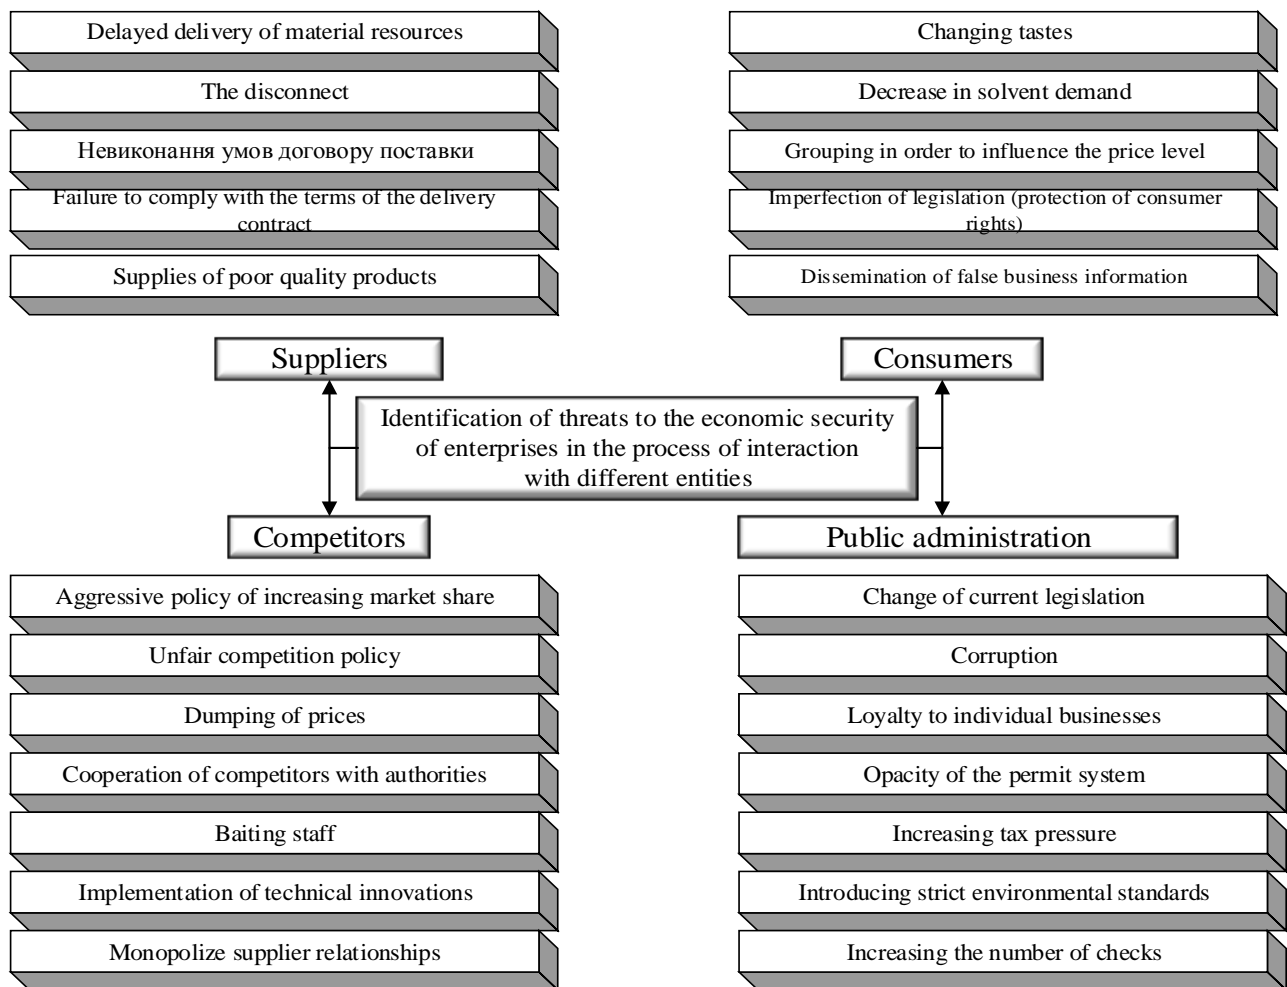 Delayed delivery of material resources
The disconnect
Невиконання умов договору поставки
Failure to comply with the terms of the delivery
contract
Supplies of poor quality products
Changing tastes
Decrease in solvent demand
Grouping in order to influence the price level
Imperfection of legislation (protection of consumer
rights)
Dissemination of false business information
Suppliers
Consumers
Identification of threats to the economic security
of enterprises in the process of interaction
with different entities
Competitors
Public administration
Aggressive policy of increasing market share
Unfair competition policy
Dumping of prices
Cooperation of competitors with authorities
Baiting staff
Implementation of technical innovations
Monopolize supplier relationships
Change of current legislation
Corruption
Loyalty to individual businesses
Opacity of the permit system
Increasing tax pressure
Introducing strict environmental standards
Increasing the number of checks